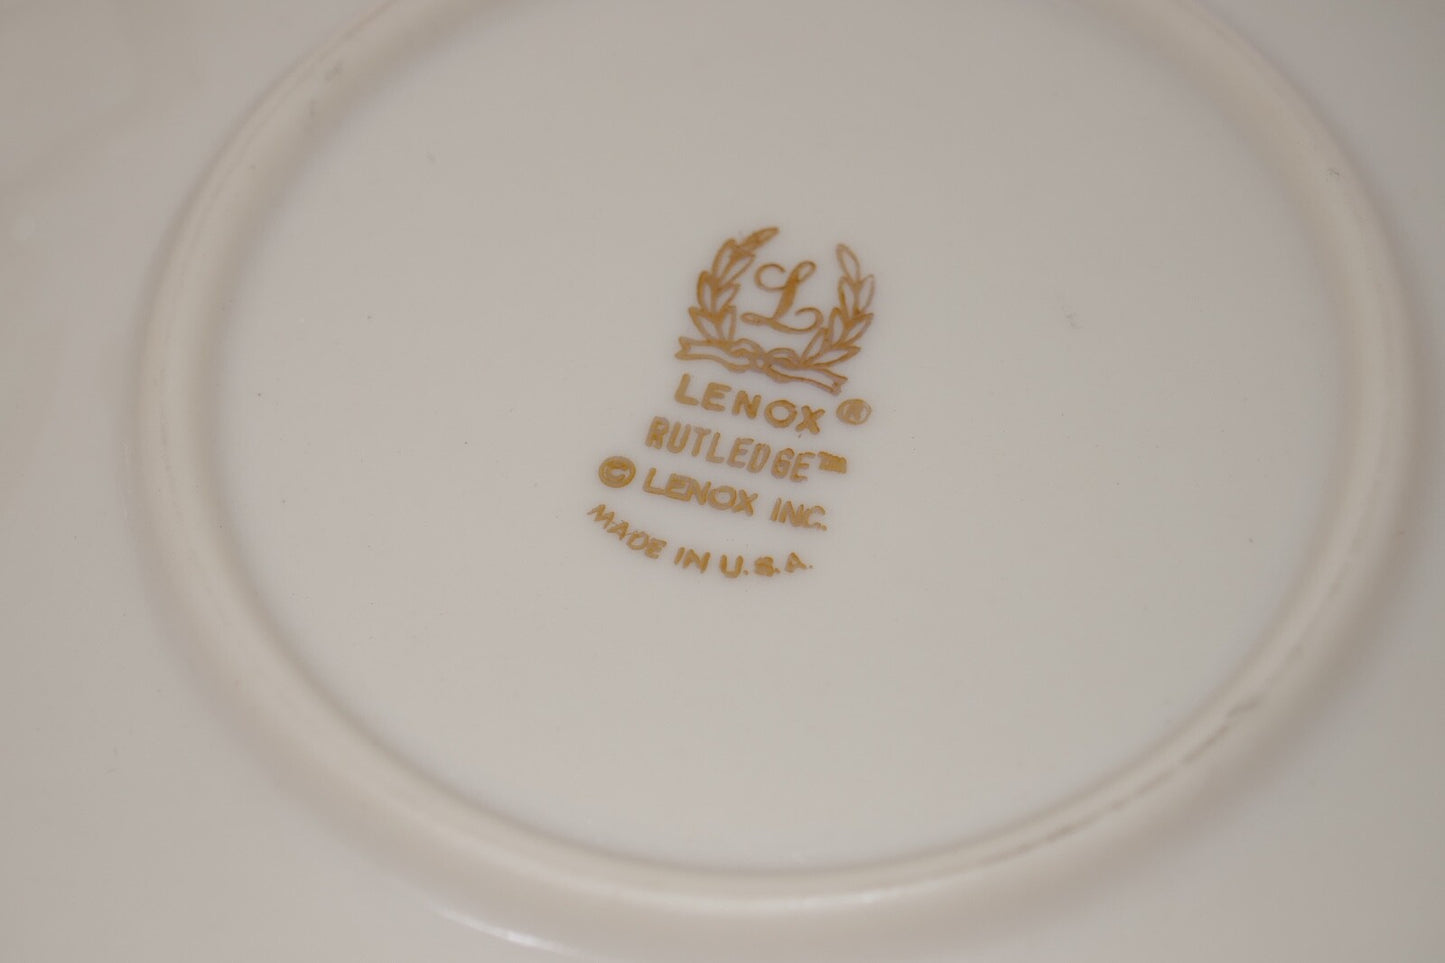 L
LENOX ®
RUTLEDGE™
© LENOX INC.
MADE IN U.S.A.